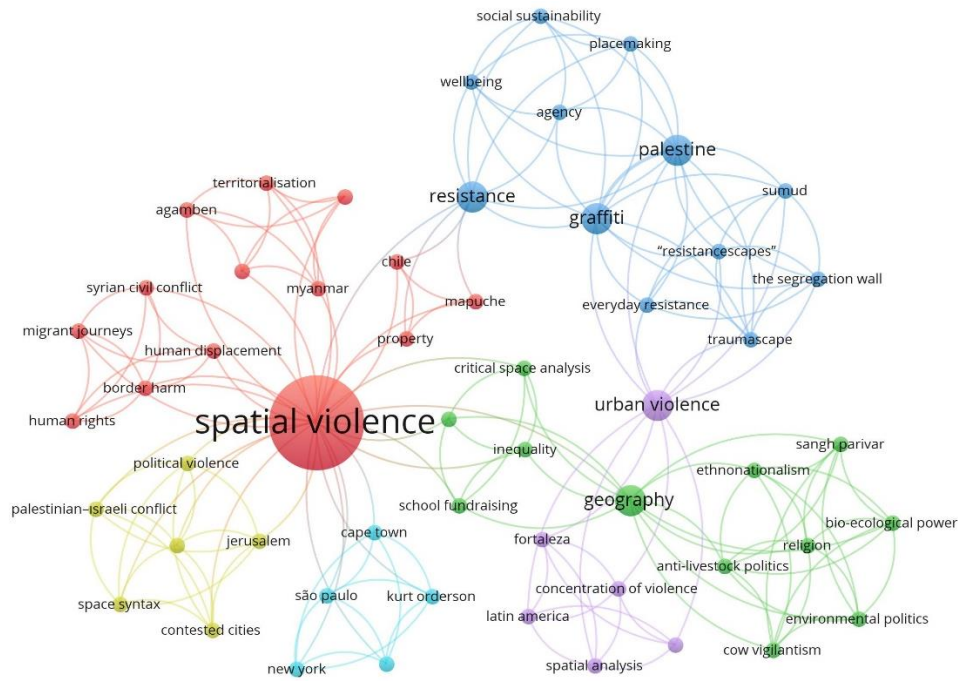 social sustainability
placemaking
wellbeing
agency
palestine
territorialisation
resistance
sumud
agamben
graffiti
"resistancescapes"
chile
the segregation wall
syrian civil conflict
myanmar
mapuche
everyday resistance
migrant journeys
property
traumascape
human displacement
critical space analysis
border harm
urban violence
human rights
spatial violence
sangh parivar
inequality
political violence
ethnonationalism
geography
school fundraising
palestinian–israeli conflict
bio-ecological power
cape town
jerusalem
fortaleza
religion
anti-livestock politics
concentration of violence
são paulo
kurt orderson
space syntax
latin america
environmental politics
contested cities
cow vigilantism
new york
spatial analysis